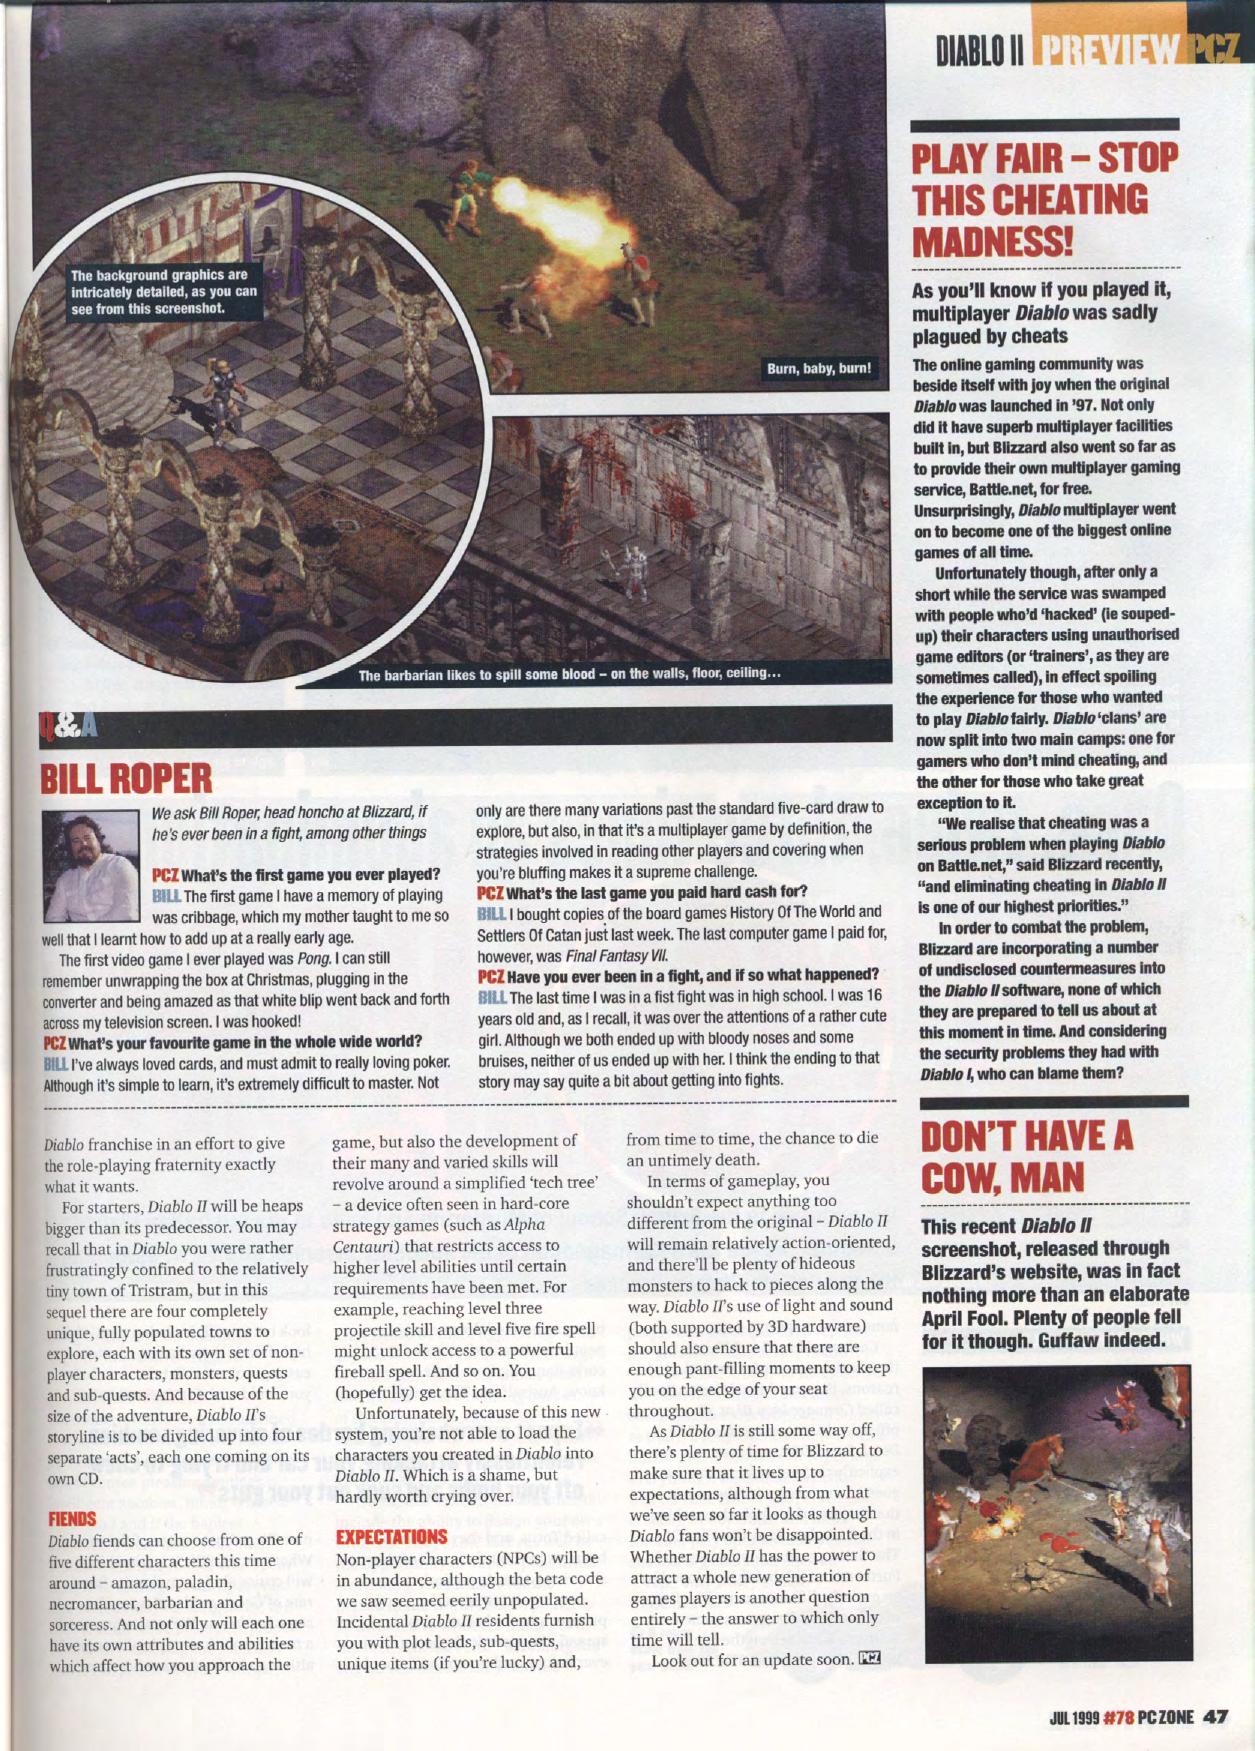 DIABLO II PREVIEW PCZ
The background graphics are
intricately detailed, as you can
see from this screenshot.
Burn, baby, burn!
The barbarian likes to spill some blood – on the walls, floor, ceiling...
Q&A
BILL ROPER
We ask Bill Roper, head honcho at Blizzard, if
he's ever been in a fight, among other things
PCZ What's the first game you ever played?
BILL The first game I have a memory of playing
was cribbage, which my mother taught to me so
well that I learnt how to add up at a really early age.
The first video game I ever played was Pong. I can still
remember unwrapping the box at Christmas, plugging in the
converter and being amazed as that white blip went back and forth
across my television screen. I was hooked!
PCZ What's your favourite game in the whole wide world?
BILL I've always loved cards, and must admit to really loving poker.
Although it's simple to learn, it's extremely difficult to master. Not
only are there many variations past the standard five-card draw to
explore, but also, in that it's a multiplayer game by definition, the
strategies involved in reading other players and covering when
you're bluffing makes it a supreme challenge.
PCZ What's the last game you paid hard cash for?
BILL I bought copies of the board games History Of The World and
Settlers Of Catan just last week. The last computer game I paid for,
however, was Final Fantasy VII.
PCZ Have you ever been in a fight, and if so what happened?
BILL The last time I was in a fist fight was in high school. I was 16
years old and, as I recall, it was over the attentions of a rather cute
girl. Although we both ended up with bloody noses and some
bruises, neither of us ended up with her. I think the ending to that
story may say quite a bit about getting into fights.
Diablo franchise in an effort to give
the role-playing fraternity exactly
what it wants.
For starters, Diablo II will be heaps
bigger than its predecessor. You may
recall that in Diablo you were rather
frustratingly confined to the relatively
tiny town of Tristram, but in this
sequel there are four completely
unique, fully populated towns to
explore, each with its own set of non-
player characters, monsters, quests
and sub-quests. And because of the
size of the adventure, Diablo II's
storyline is to be divided up into four
separate 'acts', each one coming on its
own CD.
FIENDS
Diablo fiends can choose from one of
five different characters this time
around – amazon, paladin,
necromancer, barbarian and
sorceress. And not only will each one
have its own attributes and abilities
which affect how you approach the
game, but also the development of
their many and varied skills will
revolve around a simplified 'tech tree'
– a device often seen in hard-core
strategy games (such as Alpha
Centauri) that restricts access to
higher level abilities until certain
requirements have been met. For
example, reaching level three
projectile skill and level five fire spell
might unlock access to a powerful
fireball spell. And so on. You
(hopefully) get the idea.
Unfortunately, because of this new
system, you're not able to load the
characters you created in Diablo into
Diablo II. Which is a shame, but
hardly worth crying over.
EXPECTATIONS
Non-player characters (NPCs) will be
in abundance, although the beta code
we saw seemed eerily unpopulated.
Incidental Diablo II residents furnish
you with plot leads, sub-quests,
unique items (if you're lucky) and,
from time to time, the chance to die
an untimely death.
In terms of gameplay, you
shouldn't expect anything too
different from the original – Diablo II
will remain relatively action-oriented,
and there'll be plenty of hideous
monsters to hack to pieces along the
way. Diablo II's use of light and sound
(both supported by 3D hardware)
should also ensure that there are
enough pant-filling moments to keep
you on the edge of your seat
throughout.
As Diablo II is still some way off,
there's plenty of time for Blizzard to
make sure that it lives up to
expectations, although from what
we've seen so far it looks as though
Diablo fans won't be disappointed.
Whether Diablo II has the power to
attract a whole new generation of
games players is another question
entirely – the answer to which only
time will tell.
Look out for an update soon. PCZ
PLAY FAIR – STOP
THIS CHEATING
MADNESS!
As you'll know if you played it,
multiplayer Diablo was sadly
plagued by cheats
The online gaming community was
beside itself with joy when the original
Diablo was launched in '97. Not only
did it have superb multiplayer facilities
built in, but Blizzard also went so far as
to provide their own multiplayer gaming
service, Battle.net, for free.
Unsurprisingly, Diablo multiplayer went
on to become one of the biggest online
games of all time.
Unfortunately though, after only a
short while the service was swamped
with people who'd 'hacked' (ie souped-
up) their characters using unauthorised
game editors (or 'trainers', as they are
sometimes called), in effect spoiling
the experience for those who wanted
to play Diablo fairly. Diablo 'clans' are
now split into two main camps: one for
gamers who don't mind cheating, and
the other for those who take great
exception to it.
"We realise that cheating was a
serious problem when playing Diablo
on Battle.net," said Blizzard recently,
"and eliminating cheating in Diablo II
is one of our highest priorities."
In order to combat the problem,
Blizzard are incorporating a number
of undisclosed countermeasures into
the Diablo II software, none of which
they are prepared to tell us about at
this moment in time. And considering
the security problems they had with
Diablo I, who can blame them?
DON'T HAVE A
COW, MAN
This recent Diablo II
screenshot, released through
Blizzard's website, was in fact
nothing more than an elaborate
April Fool. Plenty of people fell
for it though. Guffaw indeed.
JUL 1999 #78 PC ZONE 47